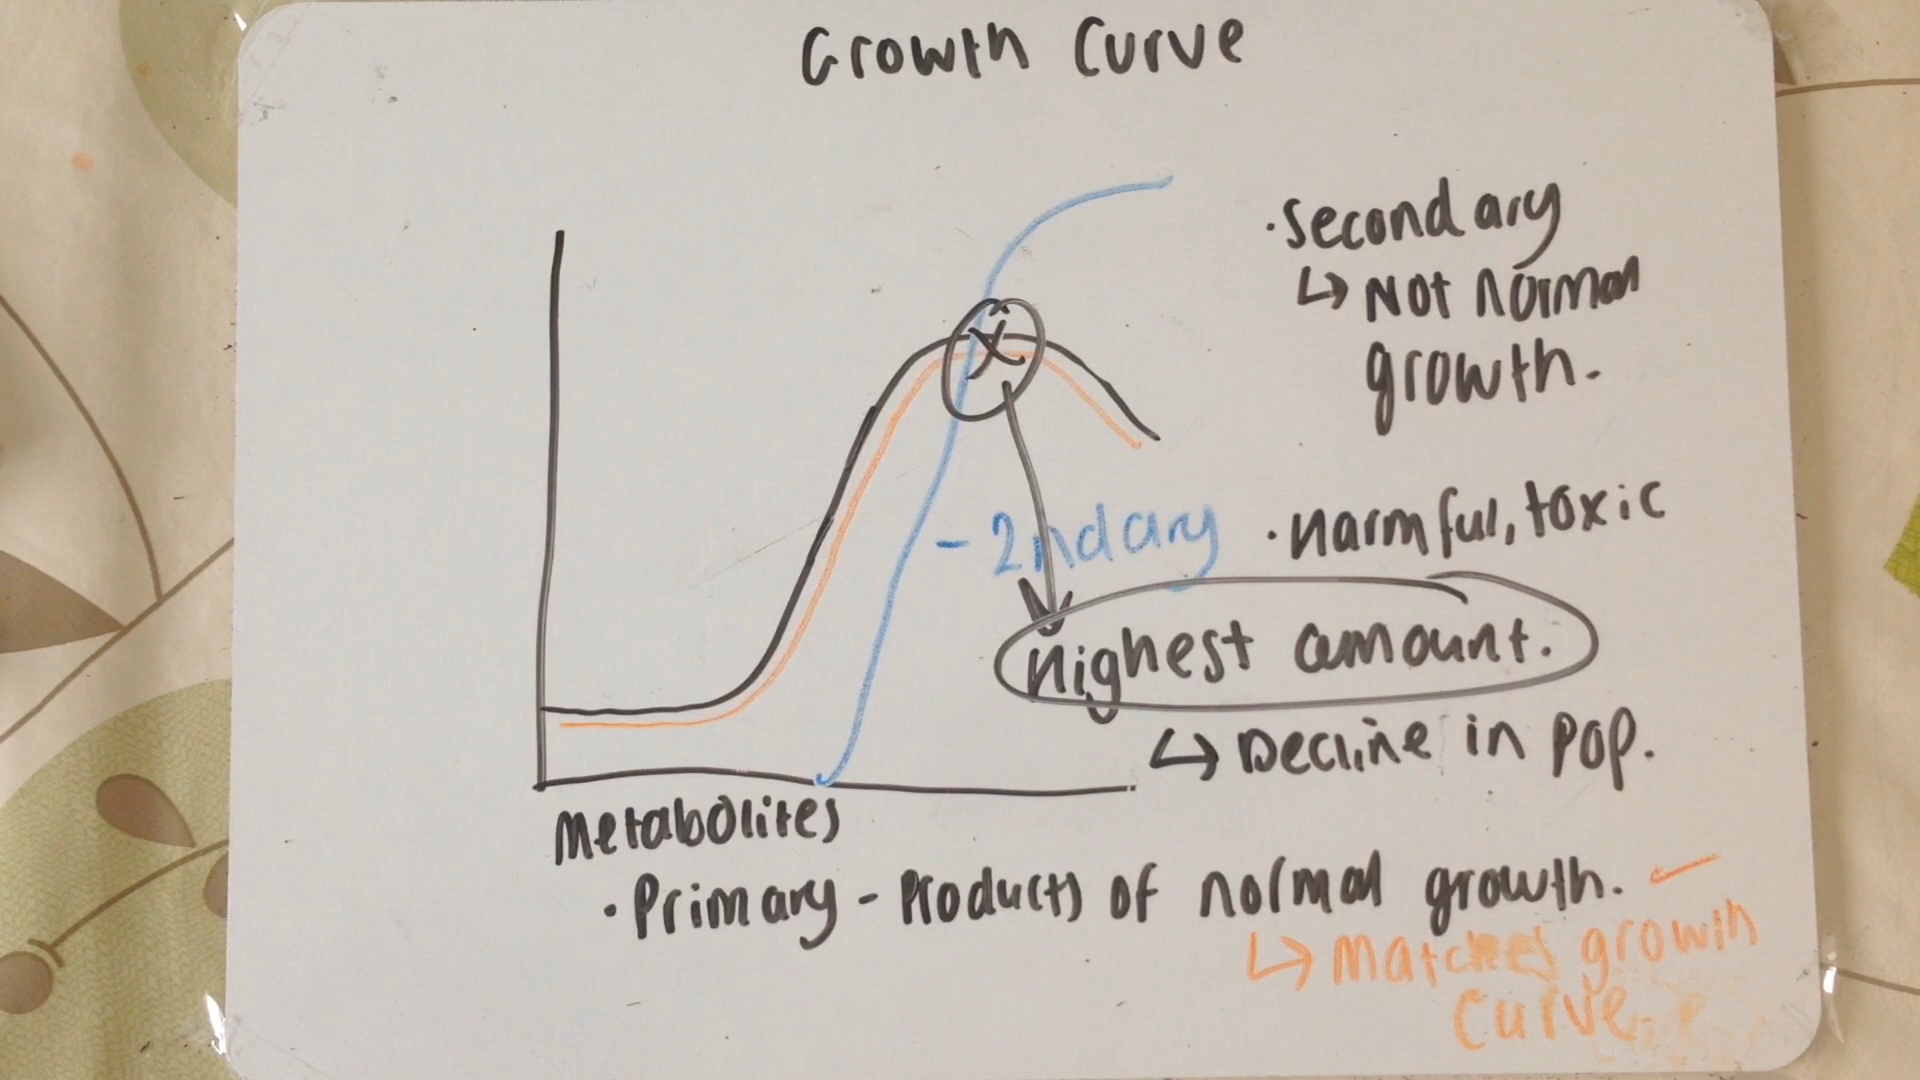 Growth Curve
• Secondary
↳ Not normal
growth.
- 2ndary
• harmful, toxic
x
highest amount.
↳ Decline in pop.
Metabolites
• Primary - Products of normal growth. -
↳ Matches growth
curve